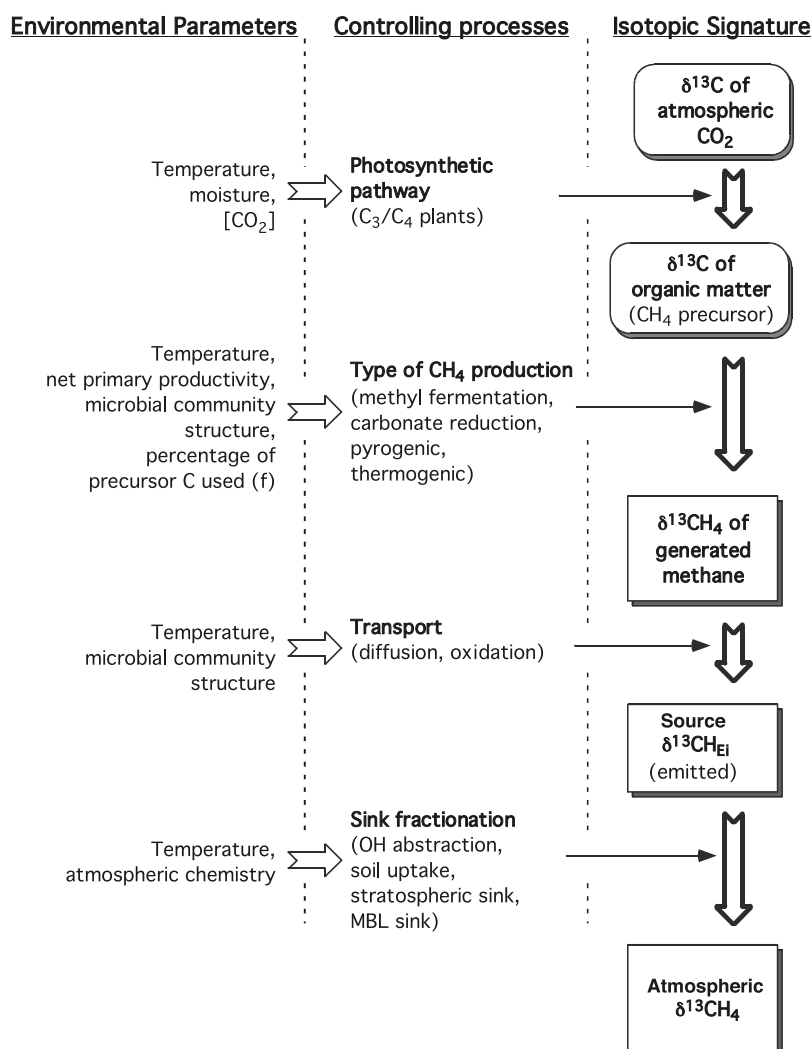 Environmental Parameters
Controlling processes
Isotopic Signature
δ¹³C of
atmospheric
CO₂
Temperature,
moisture,
[CO₂]
Photosynthetic
pathway
(C₃/C₄ plants)
δ¹³C of
organic matter
(CH₄ precursor)
Temperature,
net primary productivity,
microbial community
structure,
percentage of
precursor C used (f)
Type of CH₄ production
(methyl fermentation,
carbonate reduction,
pyrogenic,
thermogenic)
δ¹³CH₄ of
generated
methane
Temperature,
microbial community
structure
Transport
(diffusion, oxidation)
Source
δ¹³CH_Ei
(emitted)
Temperature,
atmospheric chemistry
Sink fractionation
(OH abstraction,
soil uptake,
stratospheric sink,
MBL sink)
Atmospheric
δ¹³CH₄